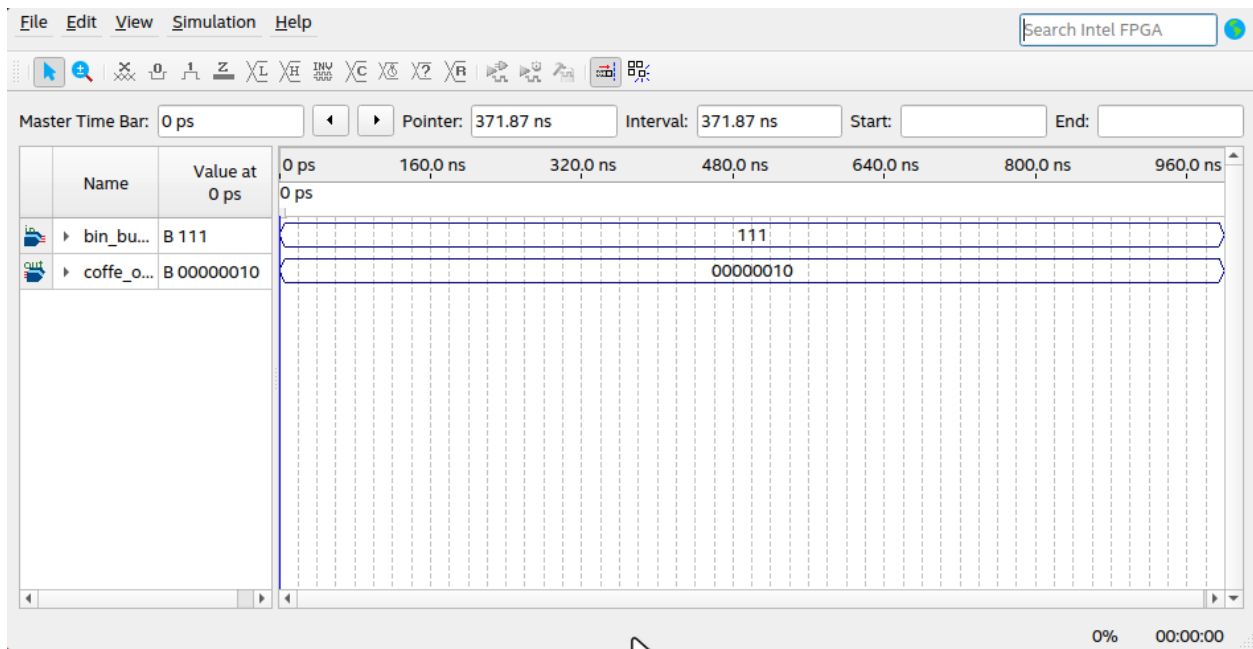 File Edit View Simulation Help
Search Intel FPGA
Master Time Bar: 0 ps Pointer: 371.87 ns Interval: 371.87 ns Start: End:
Name Value at 0 ps
0 ps 160.0 ns 320.0 ns 480.0 ns 640.0 ns 800.0 ns 960.0 ns
0 ps
in bin_bu... B 111 111
out coffe_o... B 00000010 00000010
0% 00:00:00